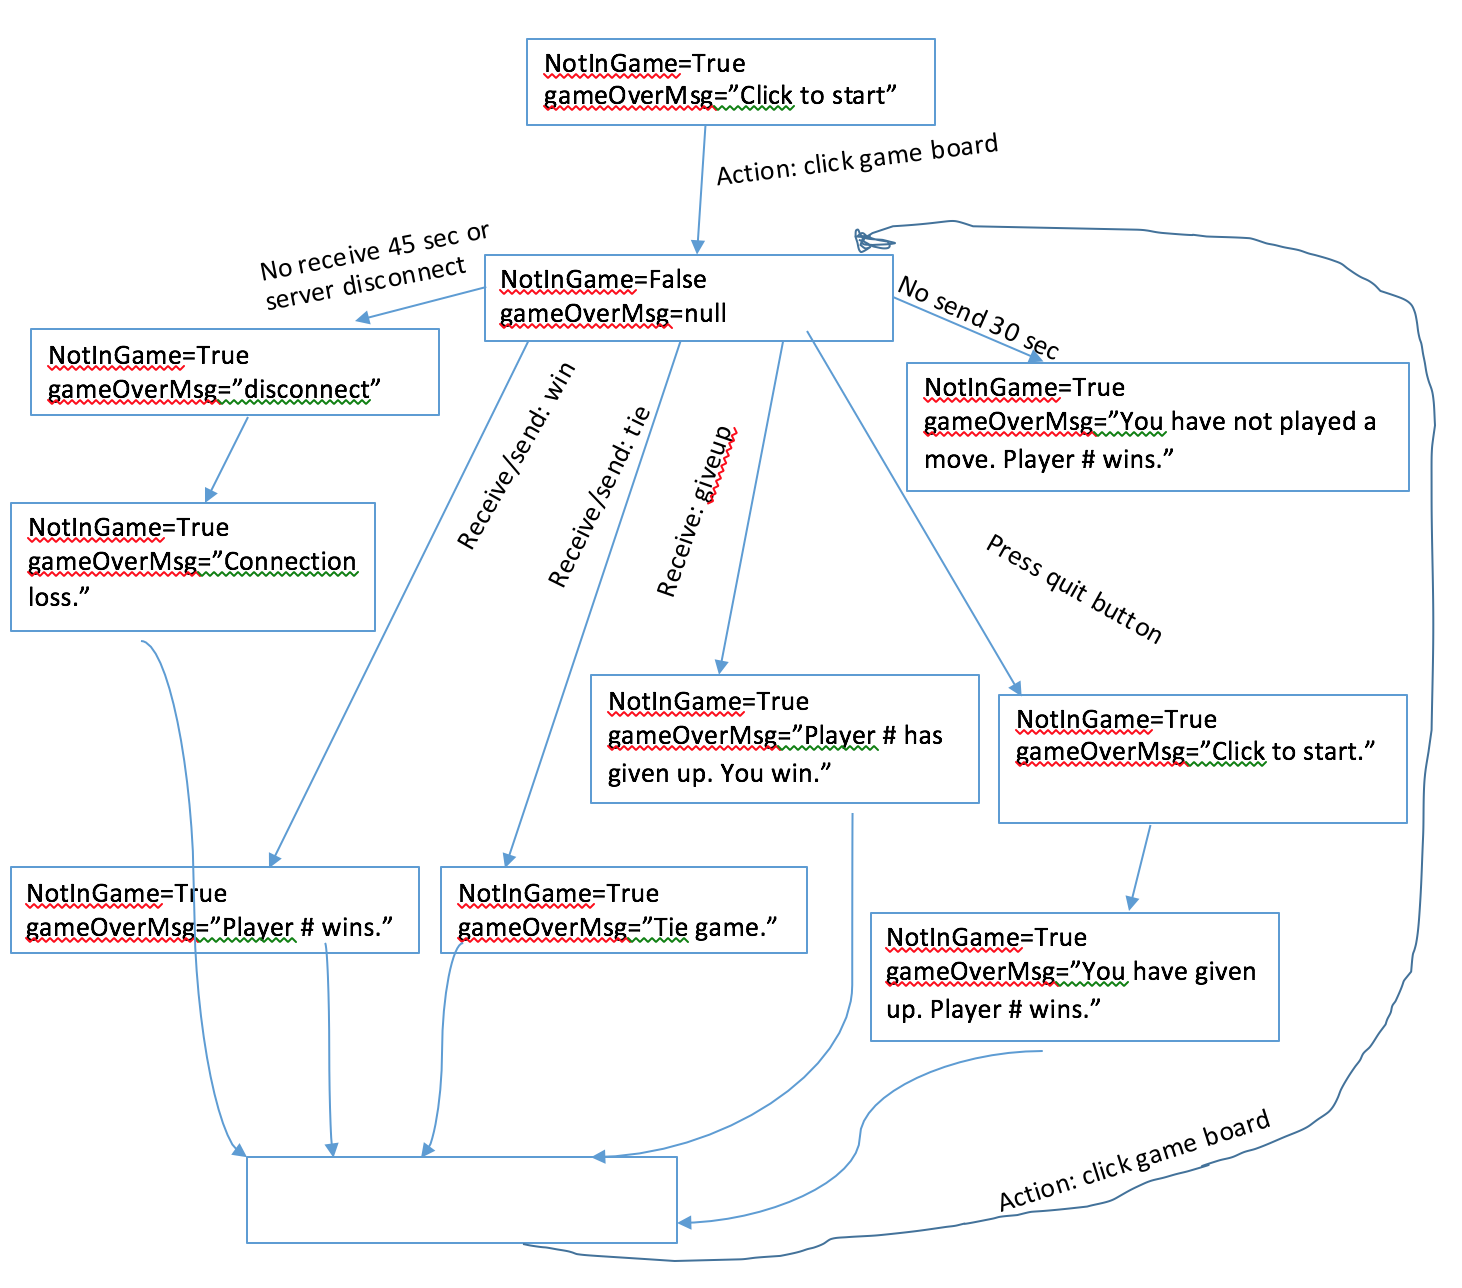 NotInGame=True
gameOverMsg=”Click to start”
Action: click game board
No receive 45 sec or
server disconnect
NotInGame=False
gameOverMsg=null
No send 30 sec
NotInGame=True
gameOverMsg=”disconnect”
NotInGame=True
gameOverMsg=”You have not played a
move. Player # wins.”
Receive/send: win
Receive/send: tie
Receive: giveup
Press quit button
NotInGame=True
gameOverMsg=”Connection
loss.”
NotInGame=True
gameOverMsg=”Player # has
given up. You win.”
NotInGame=True
gameOverMsg=”Click to start.”
NotInGame=True
gameOverMsg=”Player # wins.”
NotInGame=True
gameOverMsg=”Tie game.”
NotInGame=True
gameOverMsg=”You have given
up. Player # wins.”
Action: click game board